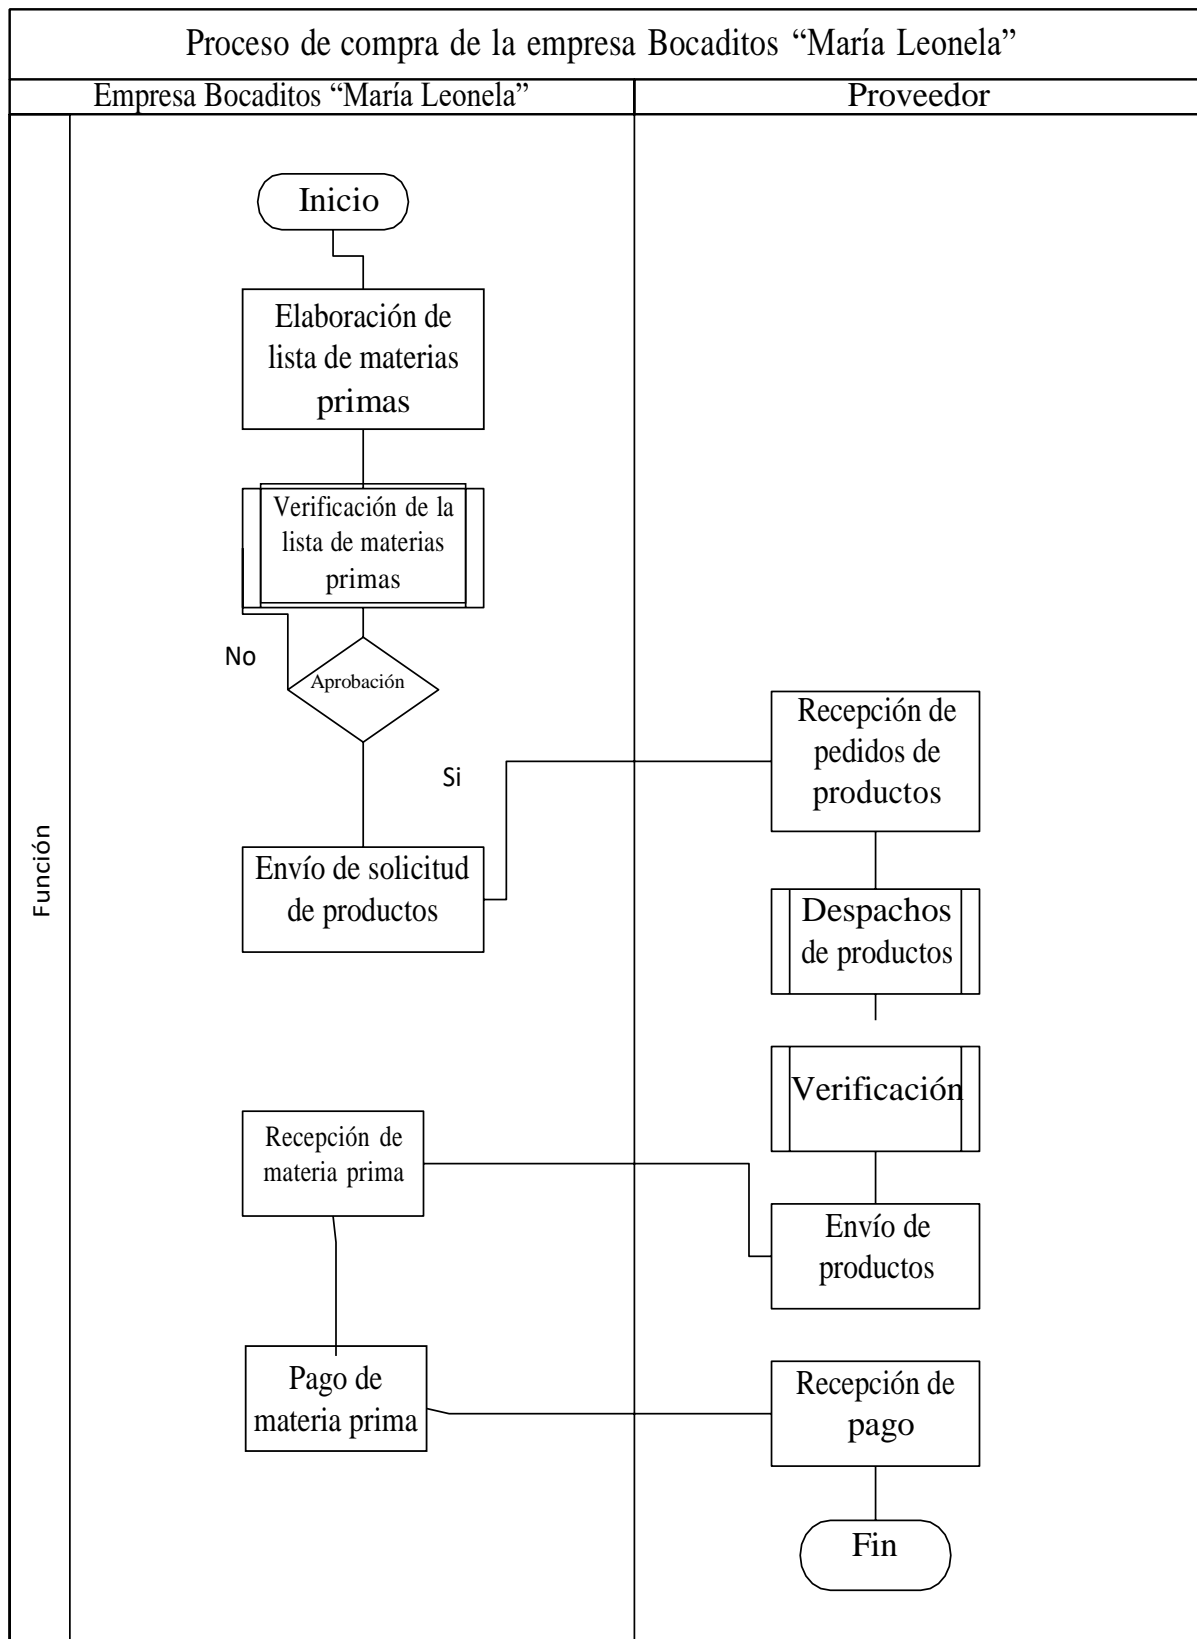 Proceso de compra de la empresa Bocaditos “María Leonela”
Empresa Bocaditos “María Leonela”
Proveedor
Función
Inicio
Elaboración de
lista de materias
primas
Verificación de la
lista de materias
primas
No
Aprobación
Si
Envío de solicitud
de productos
Recepción de
pedidos de
productos
Despachos
de productos
Verificación
Envío de
productos
Recepción de
materia prima
Pago de
materia prima
Recepción de
pago
Fin